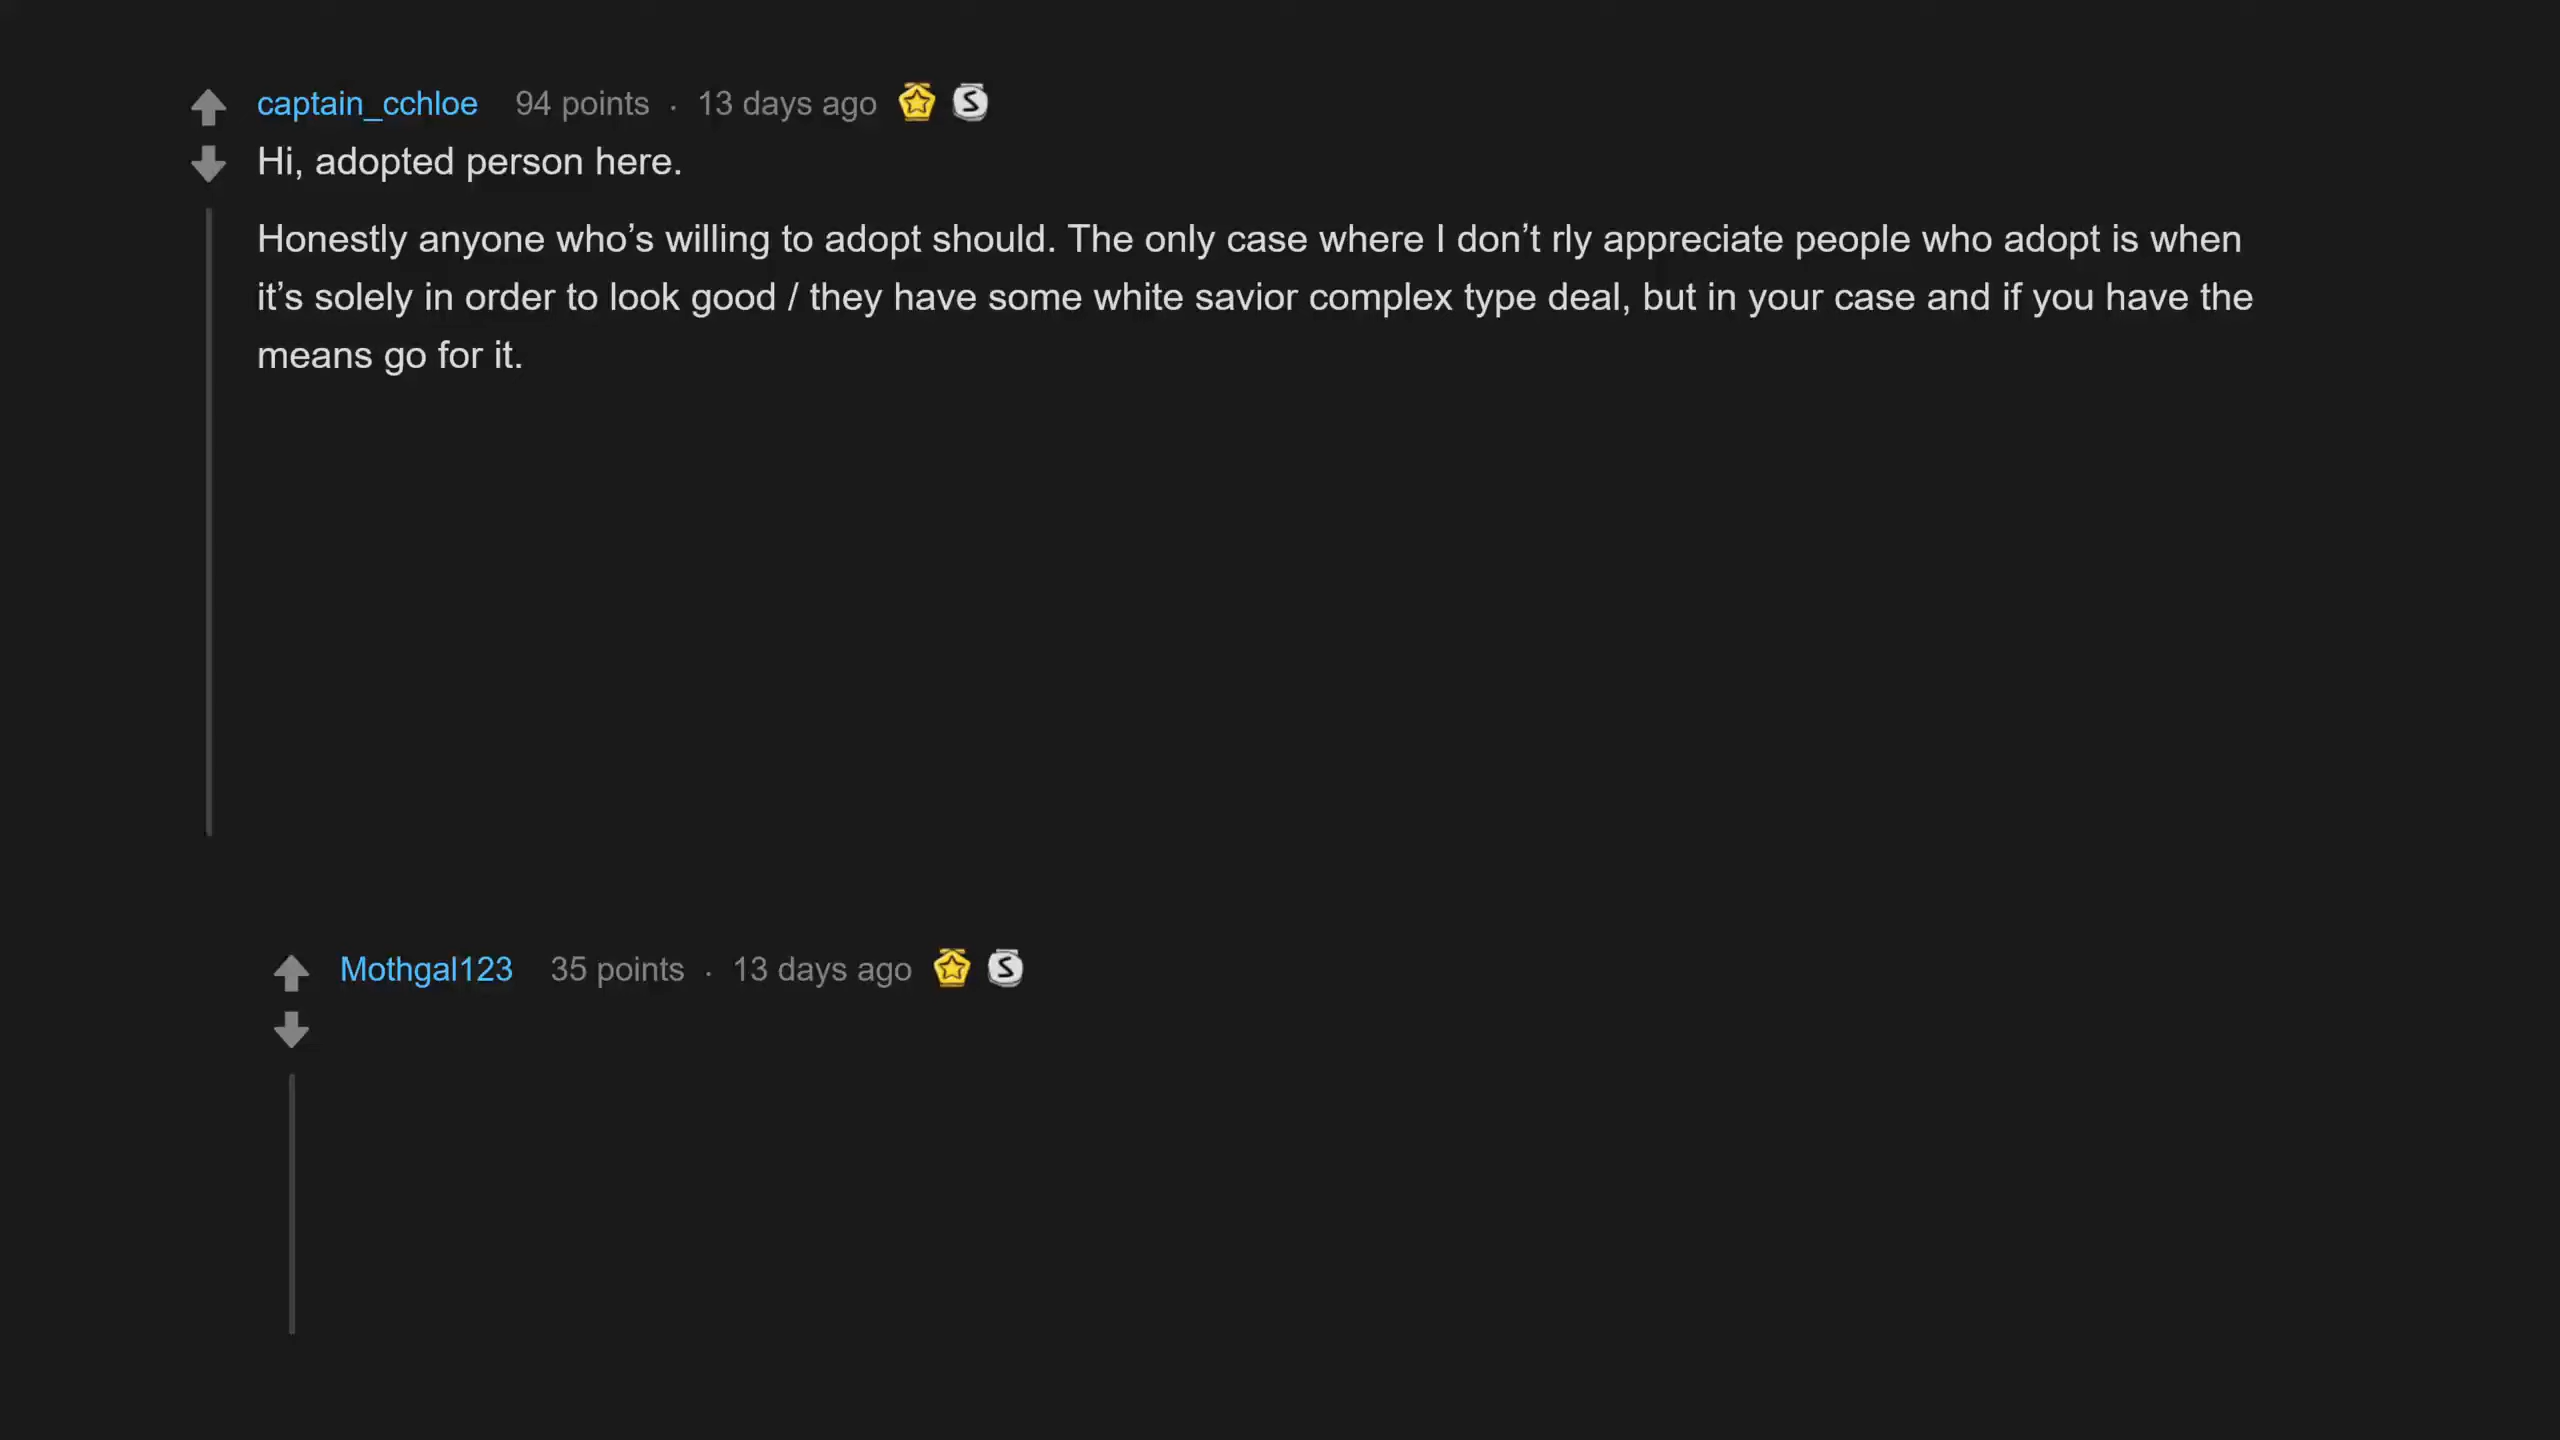 captain_cchloe 94 points · 13 days ago S
Hi, adopted person here.
Honestly anyone who’s willing to adopt should. The only case where I don’t rly appreciate people who adopt is when
it’s solely in order to look good / they have some white savior complex type deal, but in your case and if you have the
means go for it.
Mothgal123 35 points · 13 days ago S